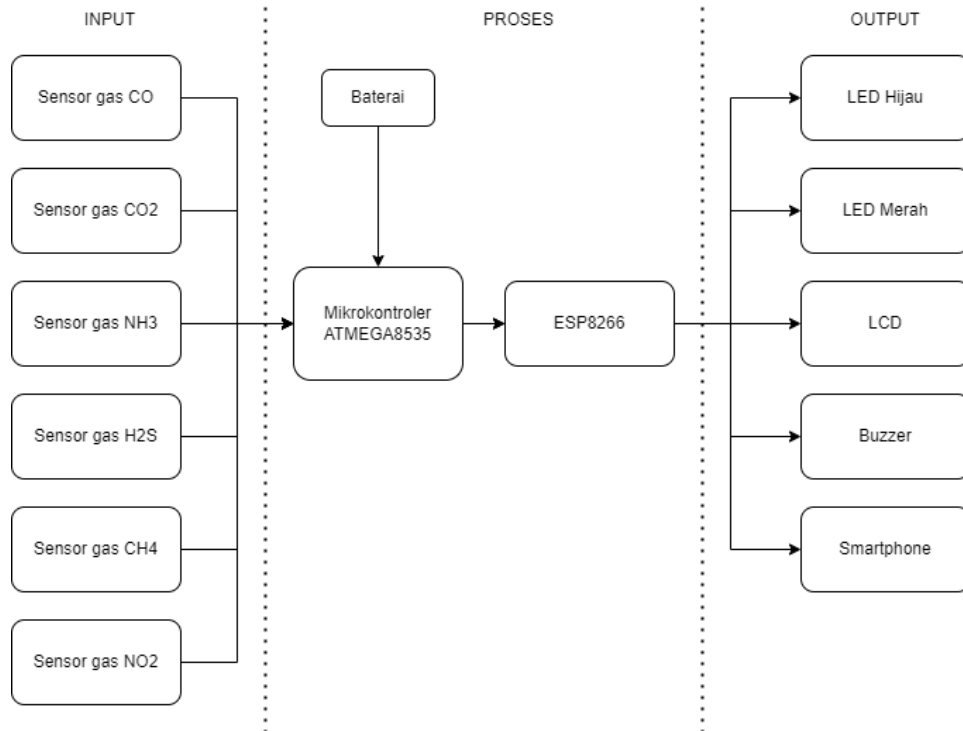 INPUT
PROSES
OUTPUT
Sensor gas CO
Sensor gas CO2
Sensor gas NH3
Sensor gas H2S
Sensor gas CH4
Sensor gas NO2
Baterai
Mikrokontroler
ATMEGA8535
ESP8266
LED Hijau
LED Merah
LCD
Buzzer
Smartphone